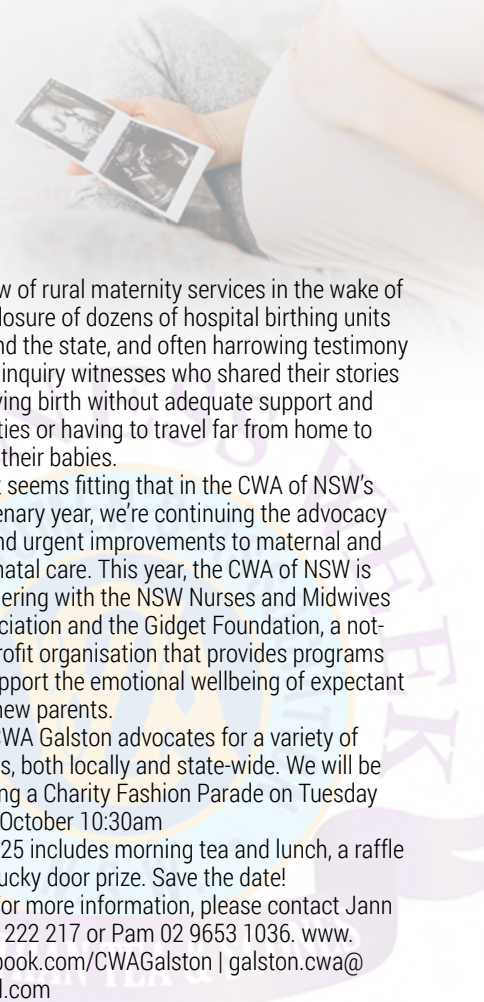 w of rural maternity services in the wake of
losure of dozens of hospital birthing units
nd the state, and often harrowing testimony
inquiry witnesses who shared their stories
ving birth without adequate support and
ties or having to travel far from home to
their babies.
t seems fitting that in the CWA of NSW's
enary year, we're continuing the advocacy
nd urgent improvements to maternal and
natal care. This year, the CWA of NSW is
ering with the NSW Nurses and Midwives
ciation and the Gidget Foundation, a not-
rofit organisation that provides programs
pport the emotional wellbeing of expectant
new parents.
CWA Galston advocates for a variety of
s, both locally and state-wide. We will be
ng a Charity Fashion Parade on Tuesday
October 10:30am
25 includes morning tea and lunch, a raffle
ucky door prize. Save the date!
or more information, please contact Jann
222 217 or Pam 02 9653 1036. www.
book.com/CWAGalston | galston.cwa@
l.com